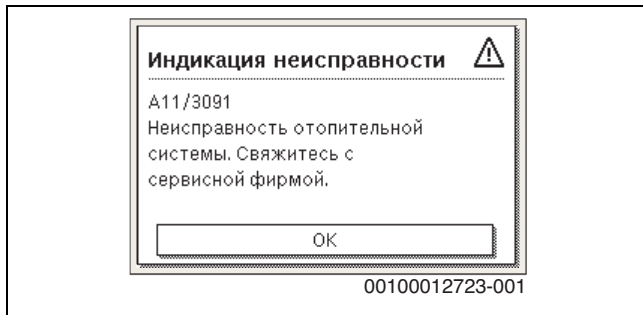 Индикация неисправности
A11/3091
Неисправность отопительной
системы. Свяжитесь с
сервисной фирмой.
OK
00100012723-001